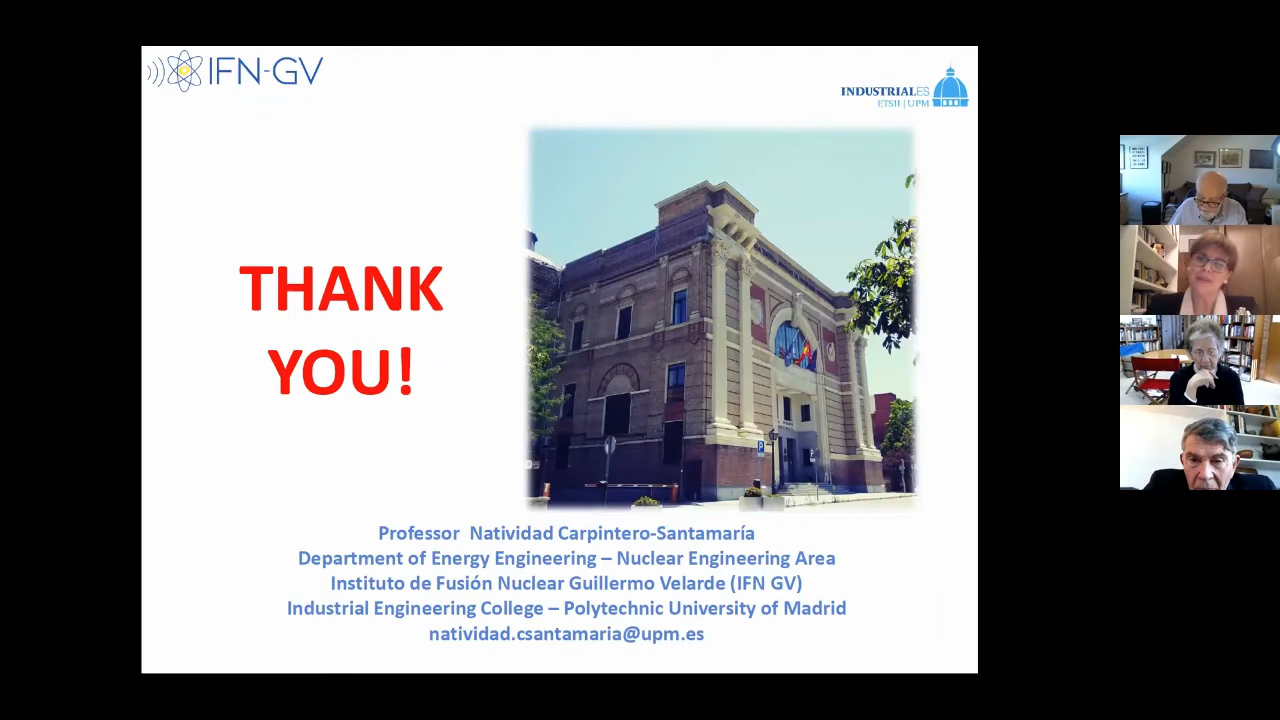 IFN-GV
INDUSTRIALES
ETSII | UPM
THANK
YOU!
Professor  Natividad Carpintero-Santamaría
Department of Energy Engineering – Nuclear Engineering Area
Instituto de Fusión Nuclear Guillermo Velarde (IFN GV)
Industrial Engineering College – Polytechnic University of Madrid
natividad.csantamaria@upm.es